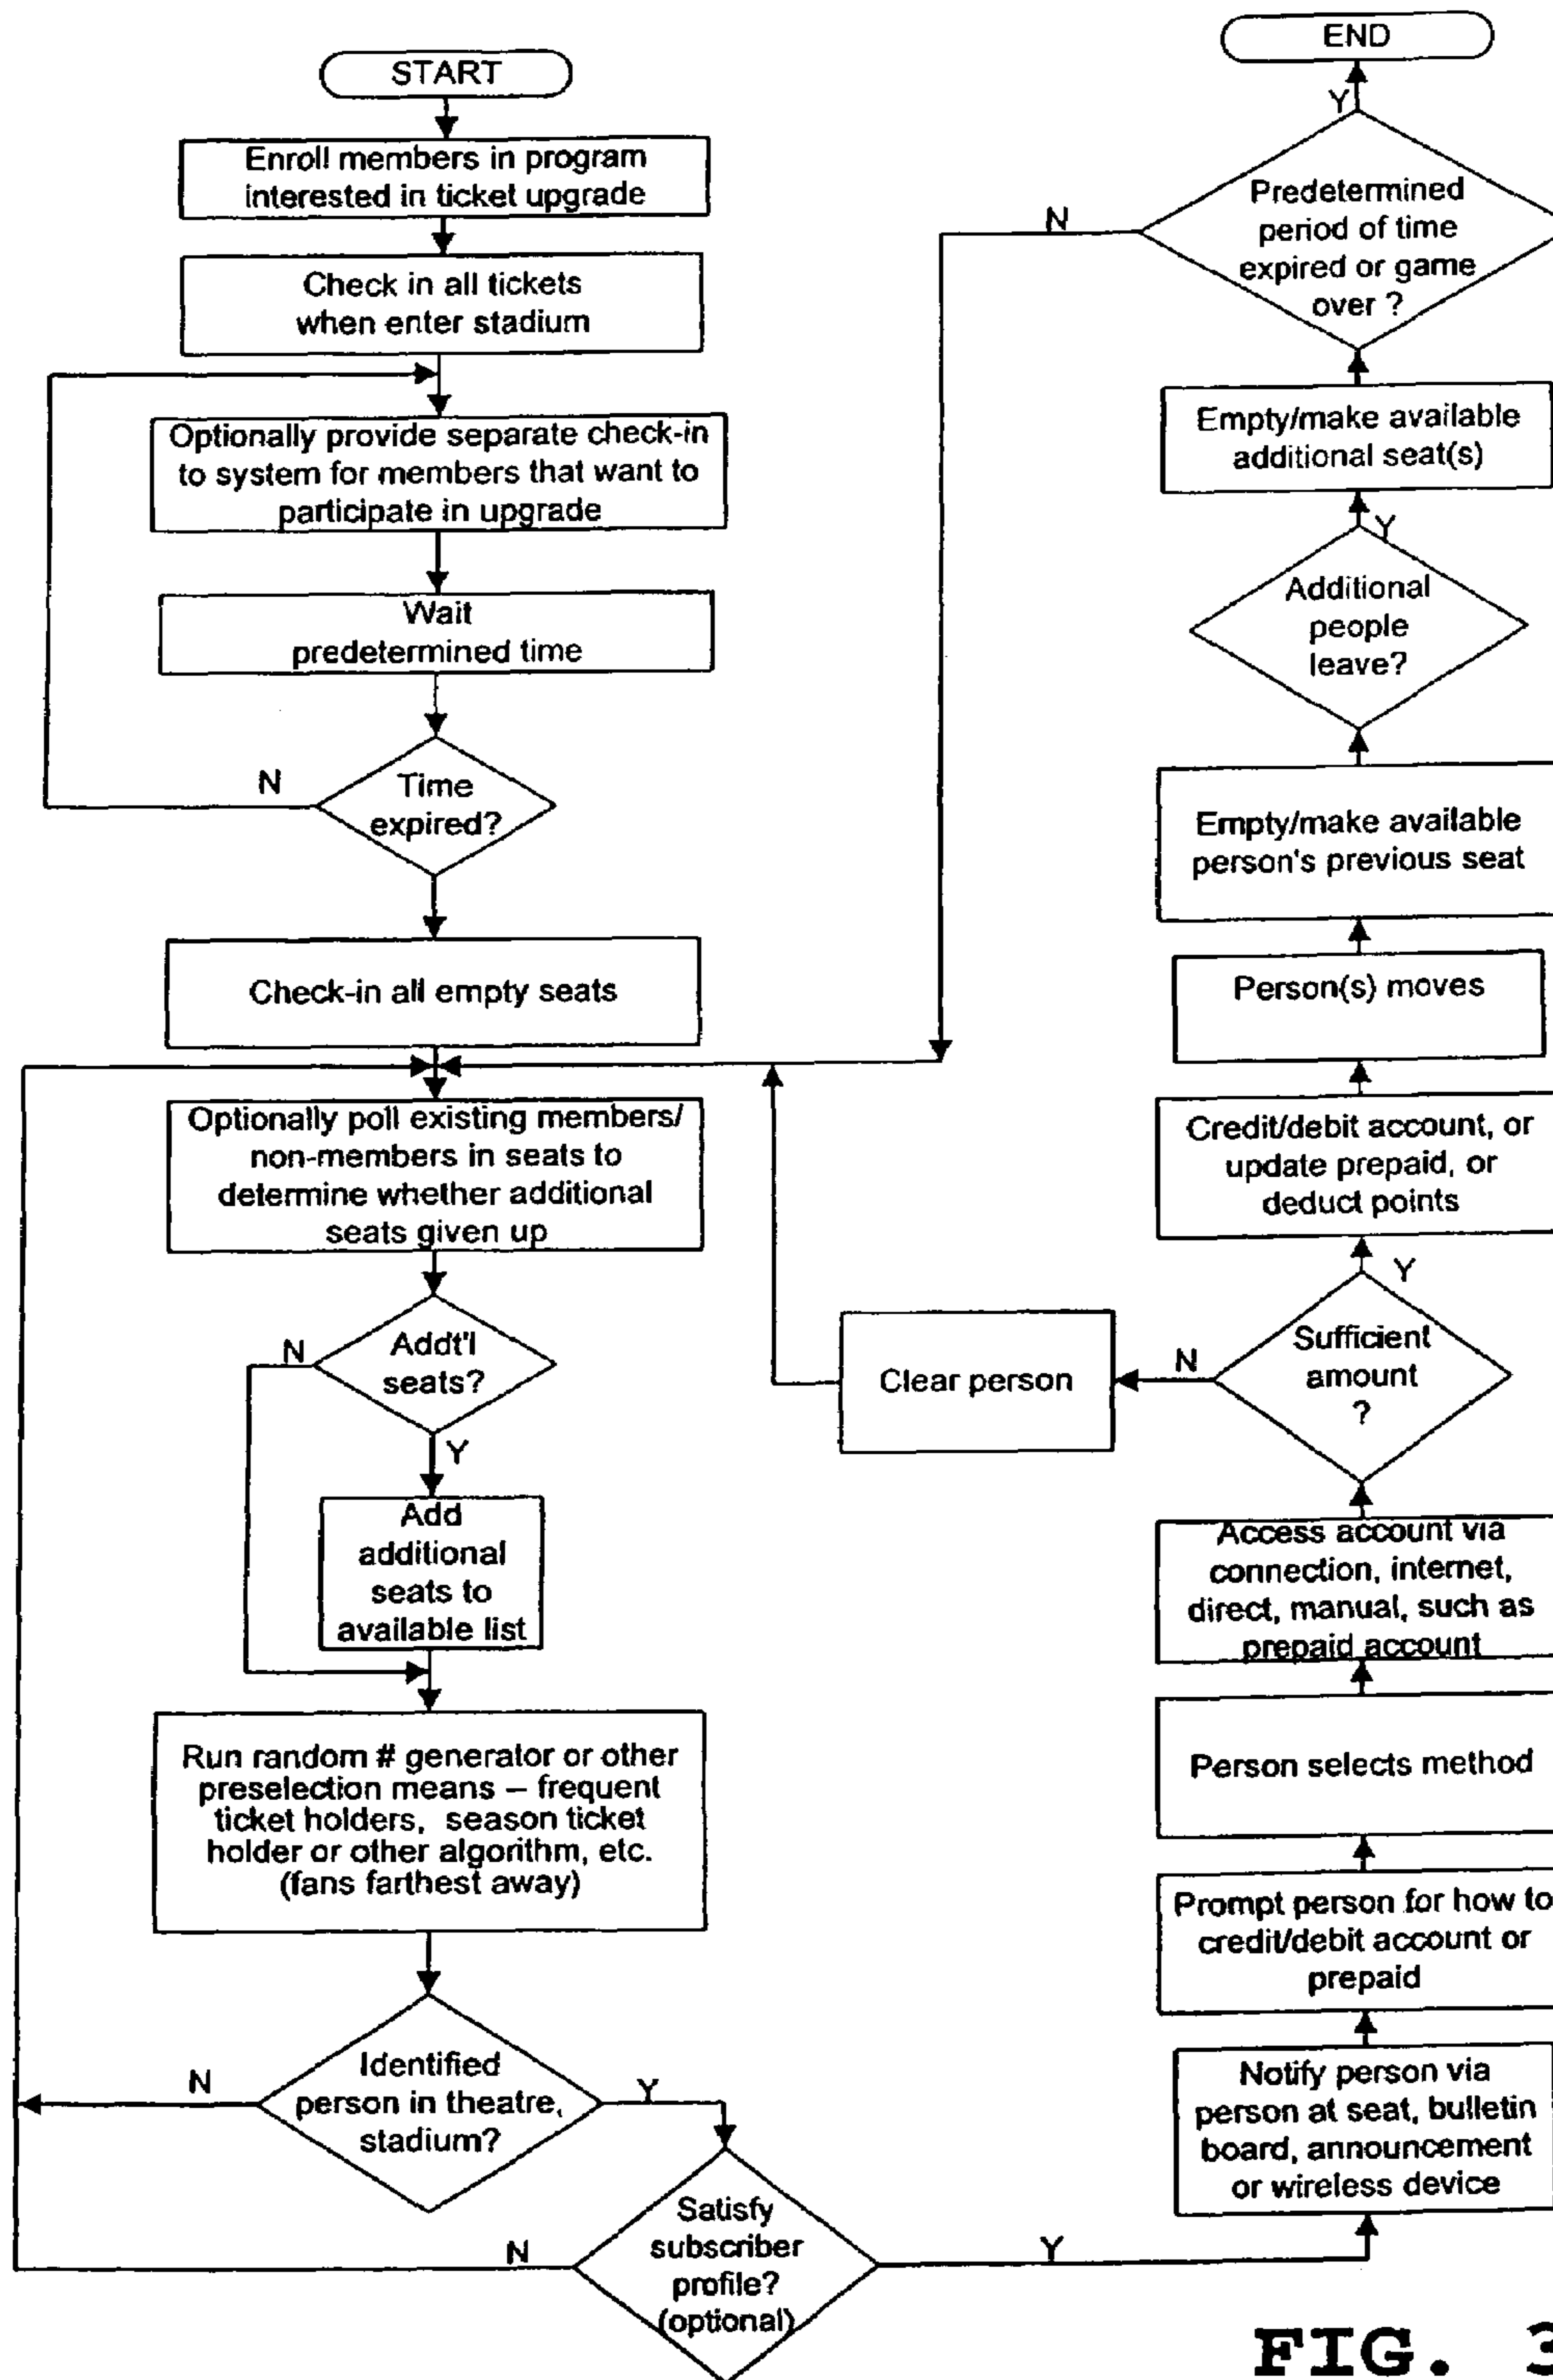 START
Enroll members in program
interested in ticket upgrade
Check in all tickets
when enter stadium
Optionally provide separate check-in
to system for members that want to
participate in upgrade
Wait
predetermined time
N
Time
expired?
Check-in all empty seats
Optionally poll existing members/
non-members in seats to
determine whether additional
seats given up
N
Addt'l
seats?
Y
Add
additional
seats to
available list
Run random # generator or other
preselection means – frequent
ticket holders, season ticket
holder or other algorithm, etc.
(fans farthest away)
N
Identified
person in theatre,
stadium?
Y
N
Satisfy
subscriber
profile?
(optional)
Y
Notify person via
person at seat, bulletin
board, announcement
or wireless device
Prompt person for how to
credit/debit account or
prepaid
Person selects method
Access account via
connection, internet,
direct, manual, such as
prepaid account
Sufficient
amount
?
N
Clear person
Y
Credit/debit account, or
update prepaid, or
deduct points
Person(s) moves
Empty/make available
person's previous seat
Additional
people
leave?
Y
Empty/make available
additional seat(s)
Predetermined
period of time
expired or game
over ?
N
Y
END
FIG. 3